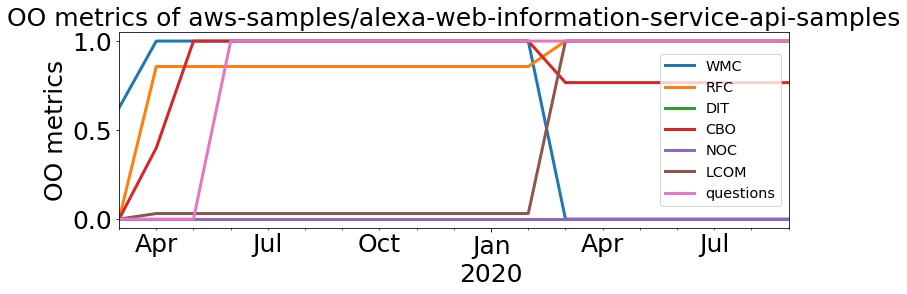 OO metrics of aws-samples/alexa-web-information-service-api-samples
OO metrics
1.0
0.5
0.0
WMC
RFC
DIT
CBO
NOC
LCOM
questions
Apr Jul Oct Jan Apr Jul
2020